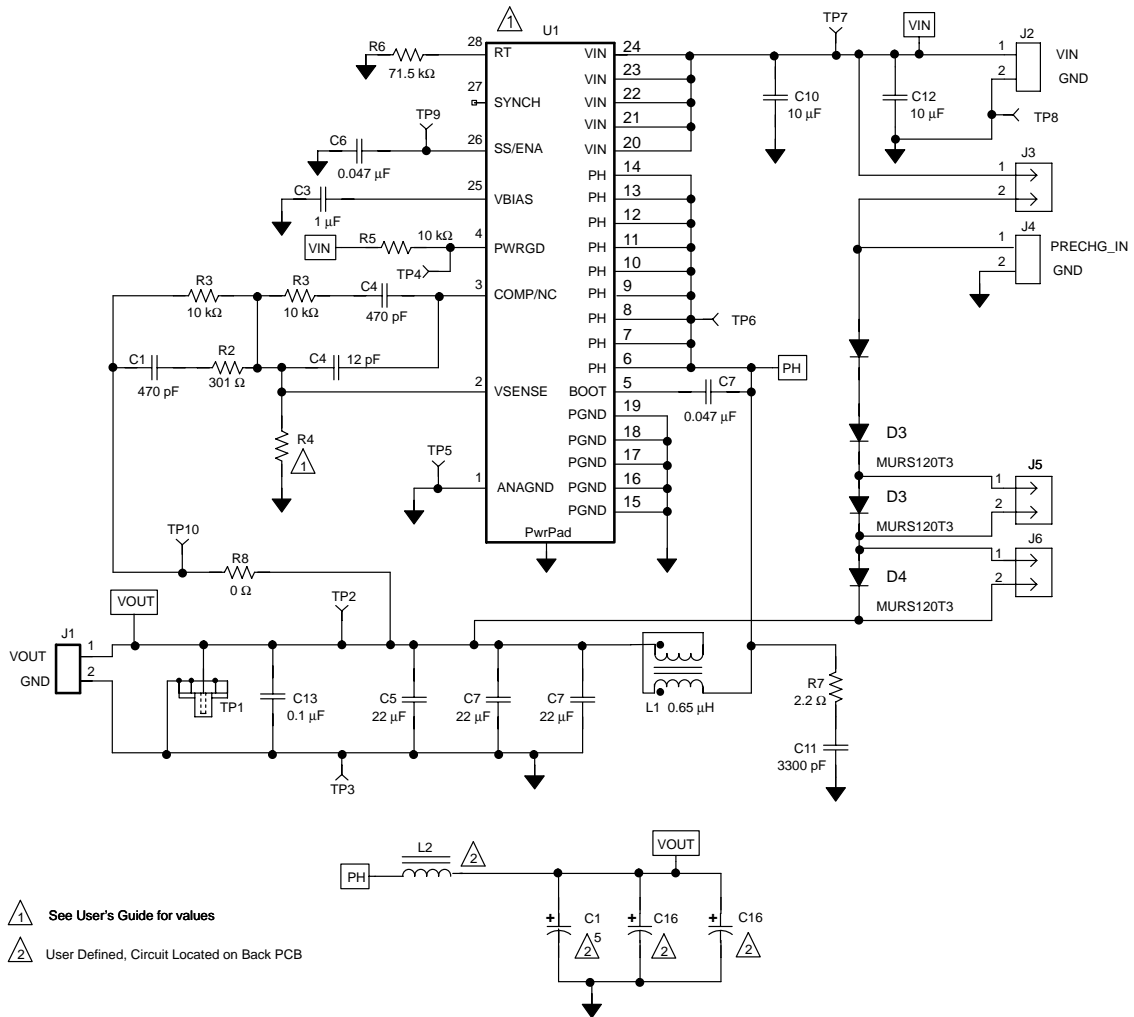 1
U1
TP7
VIN
J2
R6
71.5 kΩ
28
RT
VIN
24
1
VIN
2
GND
27
SYNCH
VIN
23
VIN
22
C10
10 µF
C12
10 µF
TP8
TP9
VIN
21
C6
0.047 µF
26
SS/ENA
VIN
20
J3
PH
14
1
C3
1 µF
25
VBIAS
PH
13
2
PH
12
J4
VIN
R5
10 kΩ
4
PWRGD
PH
11
1
PRECHG_IN
2
GND
TP4
PH
10
R3
10 kΩ
R3
10 kΩ
C4
470 pF
3
COMP/NC
PH
9
PH
8
TP6
PH
7
C1
470 pF
R2
301 Ω
C4
12 pF
PH
6
PH
2
VSENSE
BOOT
5
C7
0.047 µF
PGND
19
R4
1
PGND
18
D3
MURS120T3
TP5
PGND
17
1
ANAGND
PGND
16
J5
1
2
PGND
15
D3
MURS120T3
TP10
PwrPad
J6
1
2
R8
0 Ω
D4
MURS120T3
VOUT
TP2
J1
VOUT
1
GND
2
TP1
C13
0.1 µF
C5
22 µF
C7
22 µF
C7
22 µF
L1 0.65 µH
R7
2.2 Ω
C11
3300 pF
TP3
L2
2
VOUT
PH
+
C1
5
2
+
C16
2
+
C16
2
1
See User's Guide for values
2
User Defined, Circuit Located on Back PCB